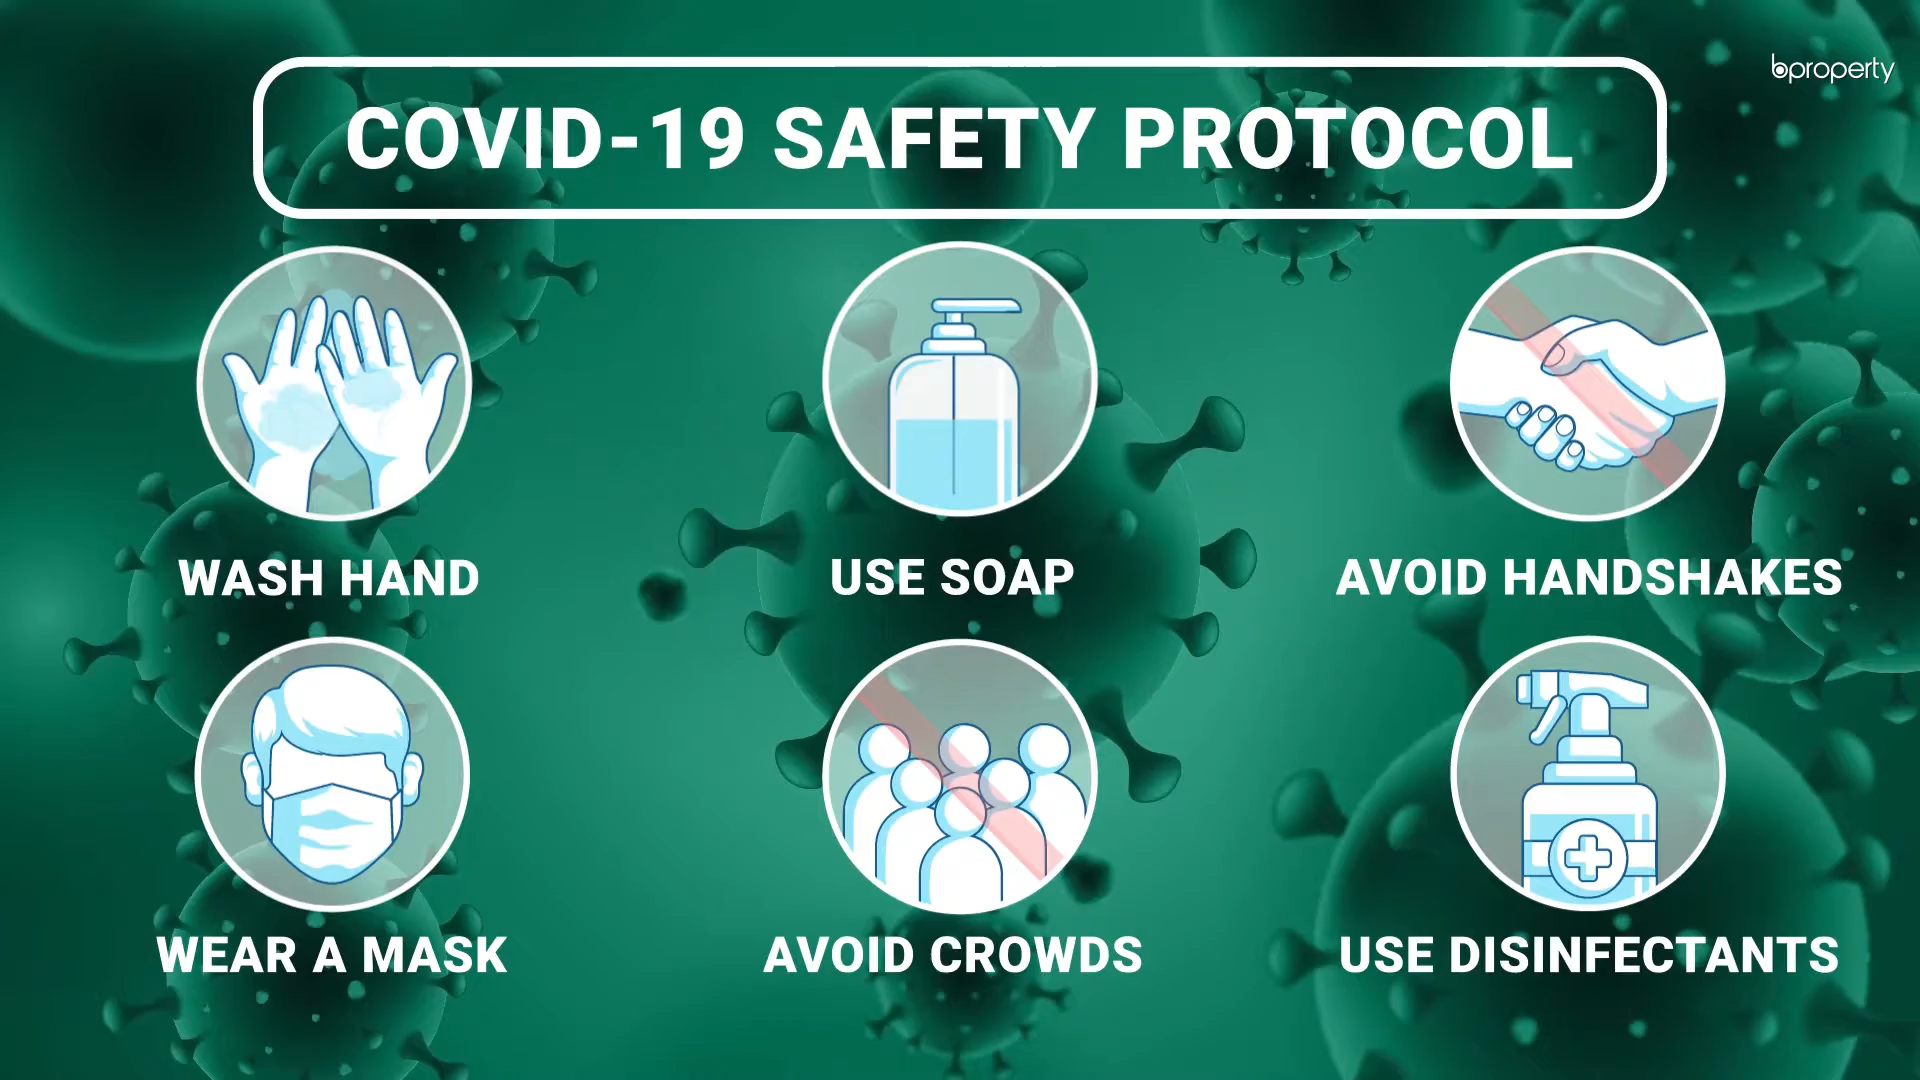 bproperty
COVID-19 SAFETY PROTOCOL
WASH HAND
USE SOAP
AVOID HANDSHAKES
WEAR A MASK
AVOID CROWDS
USE DISINFECTANTS